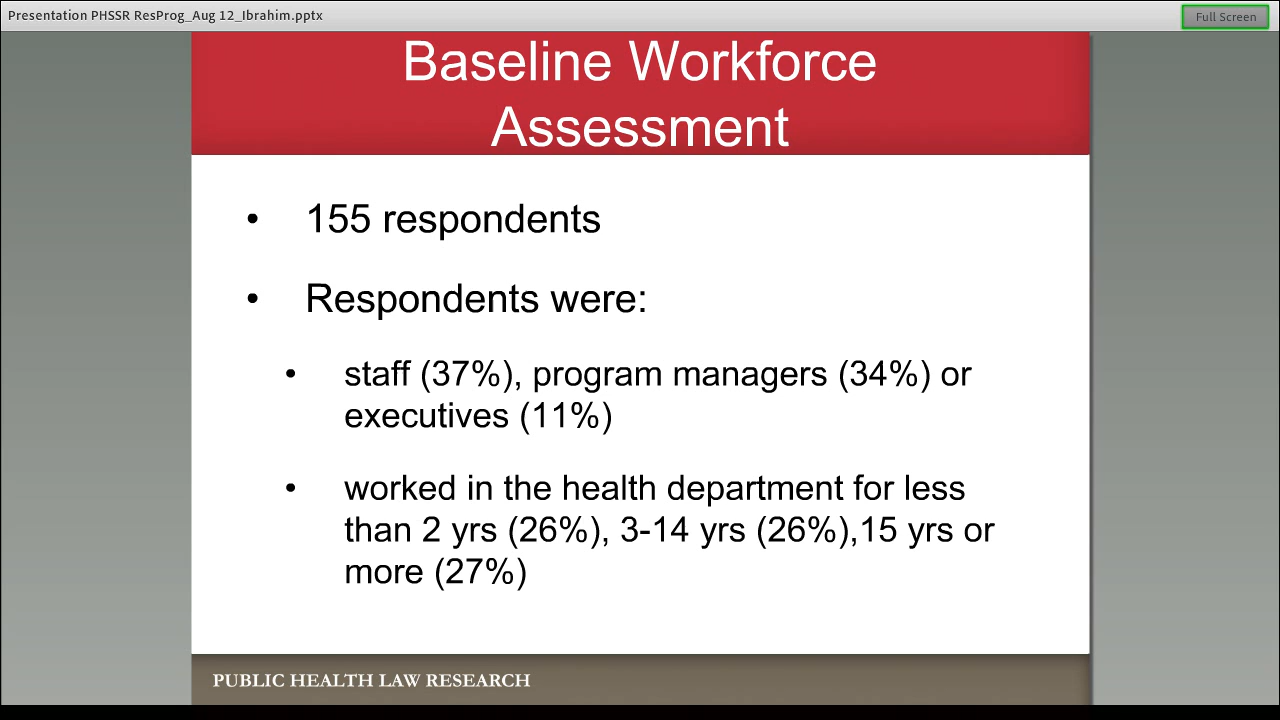 Presentation PHSSR ResProg_Aug 12_Ibrahim.pptx
Full Screen
Baseline Workforce
Assessment
• 155 respondents
• Respondents were:
• staff (37%), program managers (34%) or
executives (11%)
• worked in the health department for less
than 2 yrs (26%), 3-14 yrs (26%),15 yrs or
more (27%)
PUBLIC HEALTH LAW RESEARCH